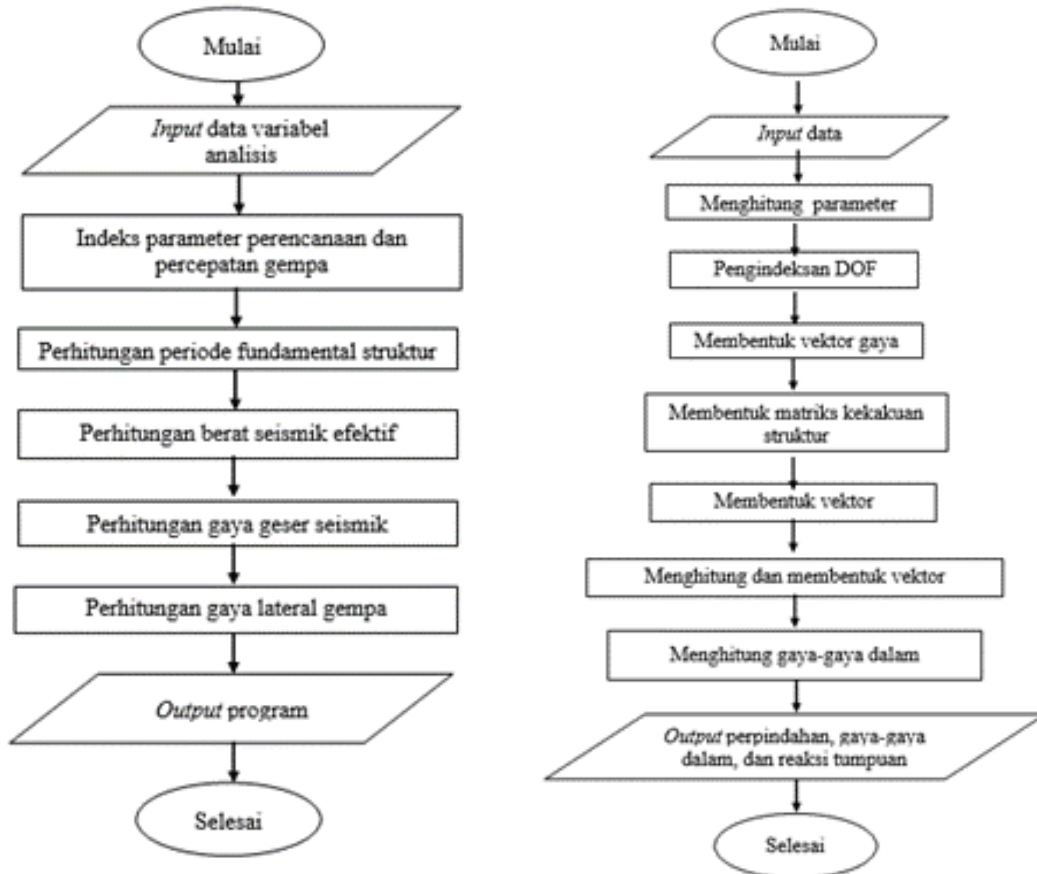 Mulai
Input data variabel
analisis
Indeks parameter perencanaan dan
percepatan gempa
Perhitungan periode fundamental struktur
Perhitungan berat seismik efektif
Perhitungan gaya geser seismik
Perhitungan gaya lateral gempa
Output program
Selesai
Mulai
Input data
Menghitung parameter
Pengindeksan DOF
Membentuk vektor gaya
Membentuk matriks kekakuan
struktur
Membentuk vektor
Menghitung dan membentuk vektor
Menghitung gaya-gaya dalam
Output perpindahan, gaya-gaya
dalam, dan reaksi tumpuan
Selesai